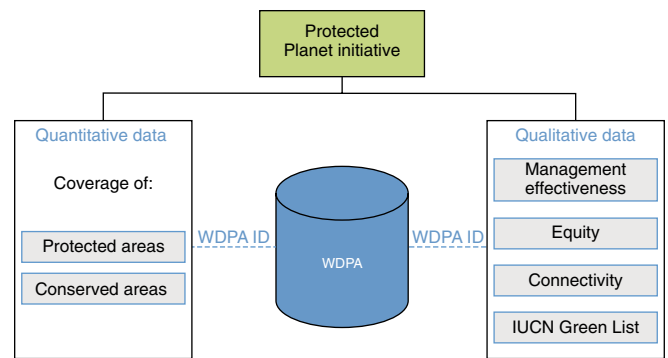 Protected
Planet initiative
Quantitative data
Coverage of:
Protected areas
Conserved areas
WDPA ID
WDPA
WDPA ID
Qualitative data
Management
effectiveness
Equity
Connectivity
IUCN Green List